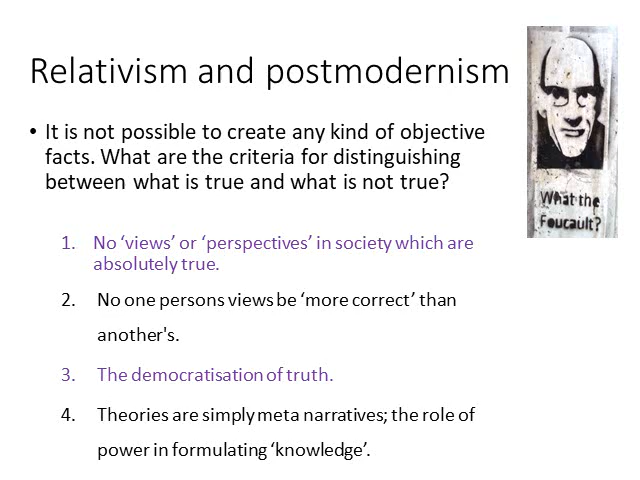 Relativism and postmodernism
• It is not possible to create any kind of objective
facts. What are the criteria for distinguishing
between what is true and what is not true?
1. No ‘views’ or ‘perspectives’ in society which are
absolutely true.
2. No one persons views be ‘more correct’ than
another's.
3. The democratisation of truth.
4. Theories are simply meta narratives; the role of
power in formulating ‘knowledge’.
What the
Foucault?